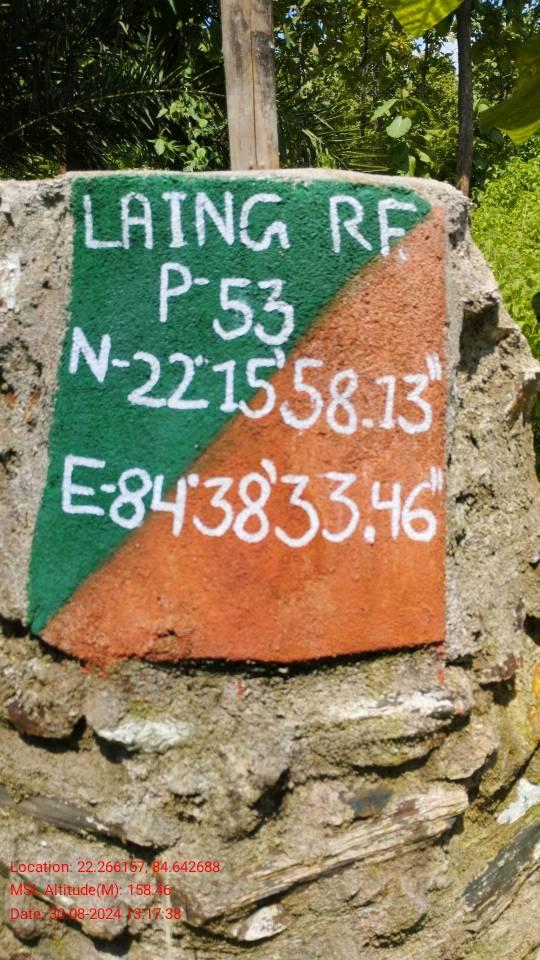 LAING RF
P-53
N-22°15'58.13"
E-84°38'33.46"
Location: 22.266157, 84.642688
MSL Altitude(M): 158.46
Date: 30-08-2024 13:17:38